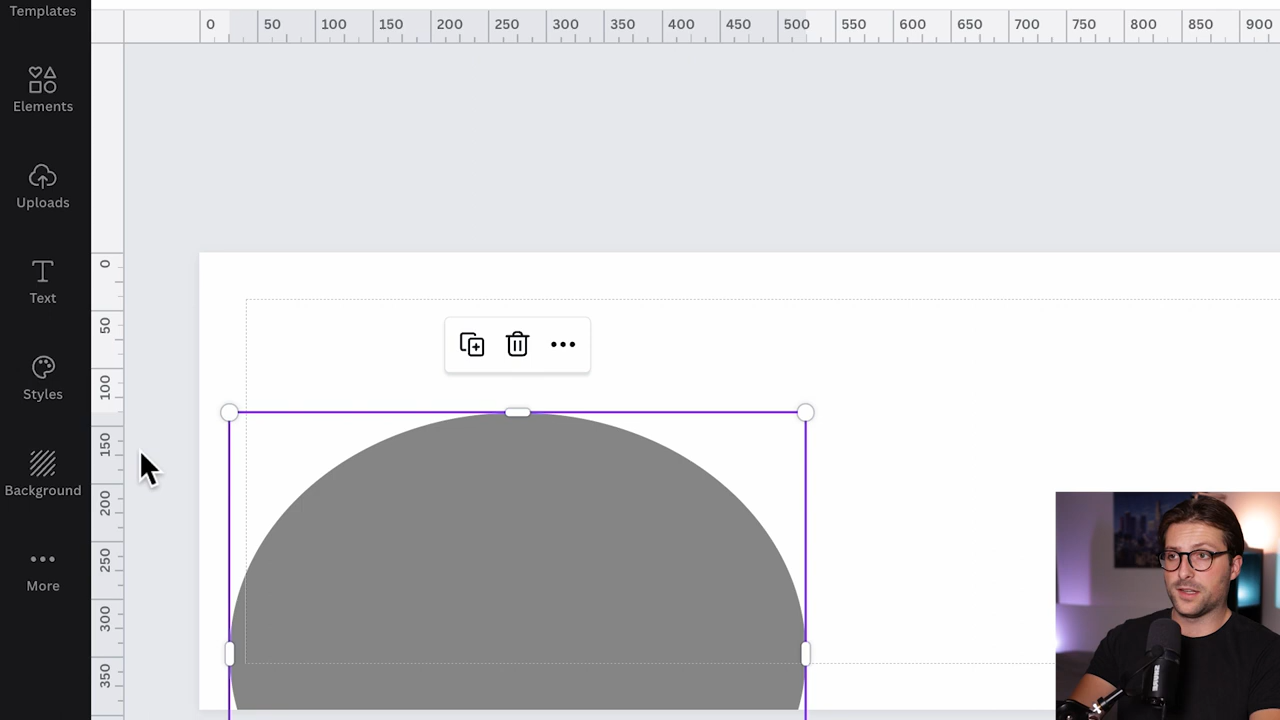 Templates
0 50 100 150 200 250 300 350 400 450 500 550 600 650 700 750 800 850 900
Elements
Uploads
Text
Styles
Background
More
0
50
100
150
200
250
300
350